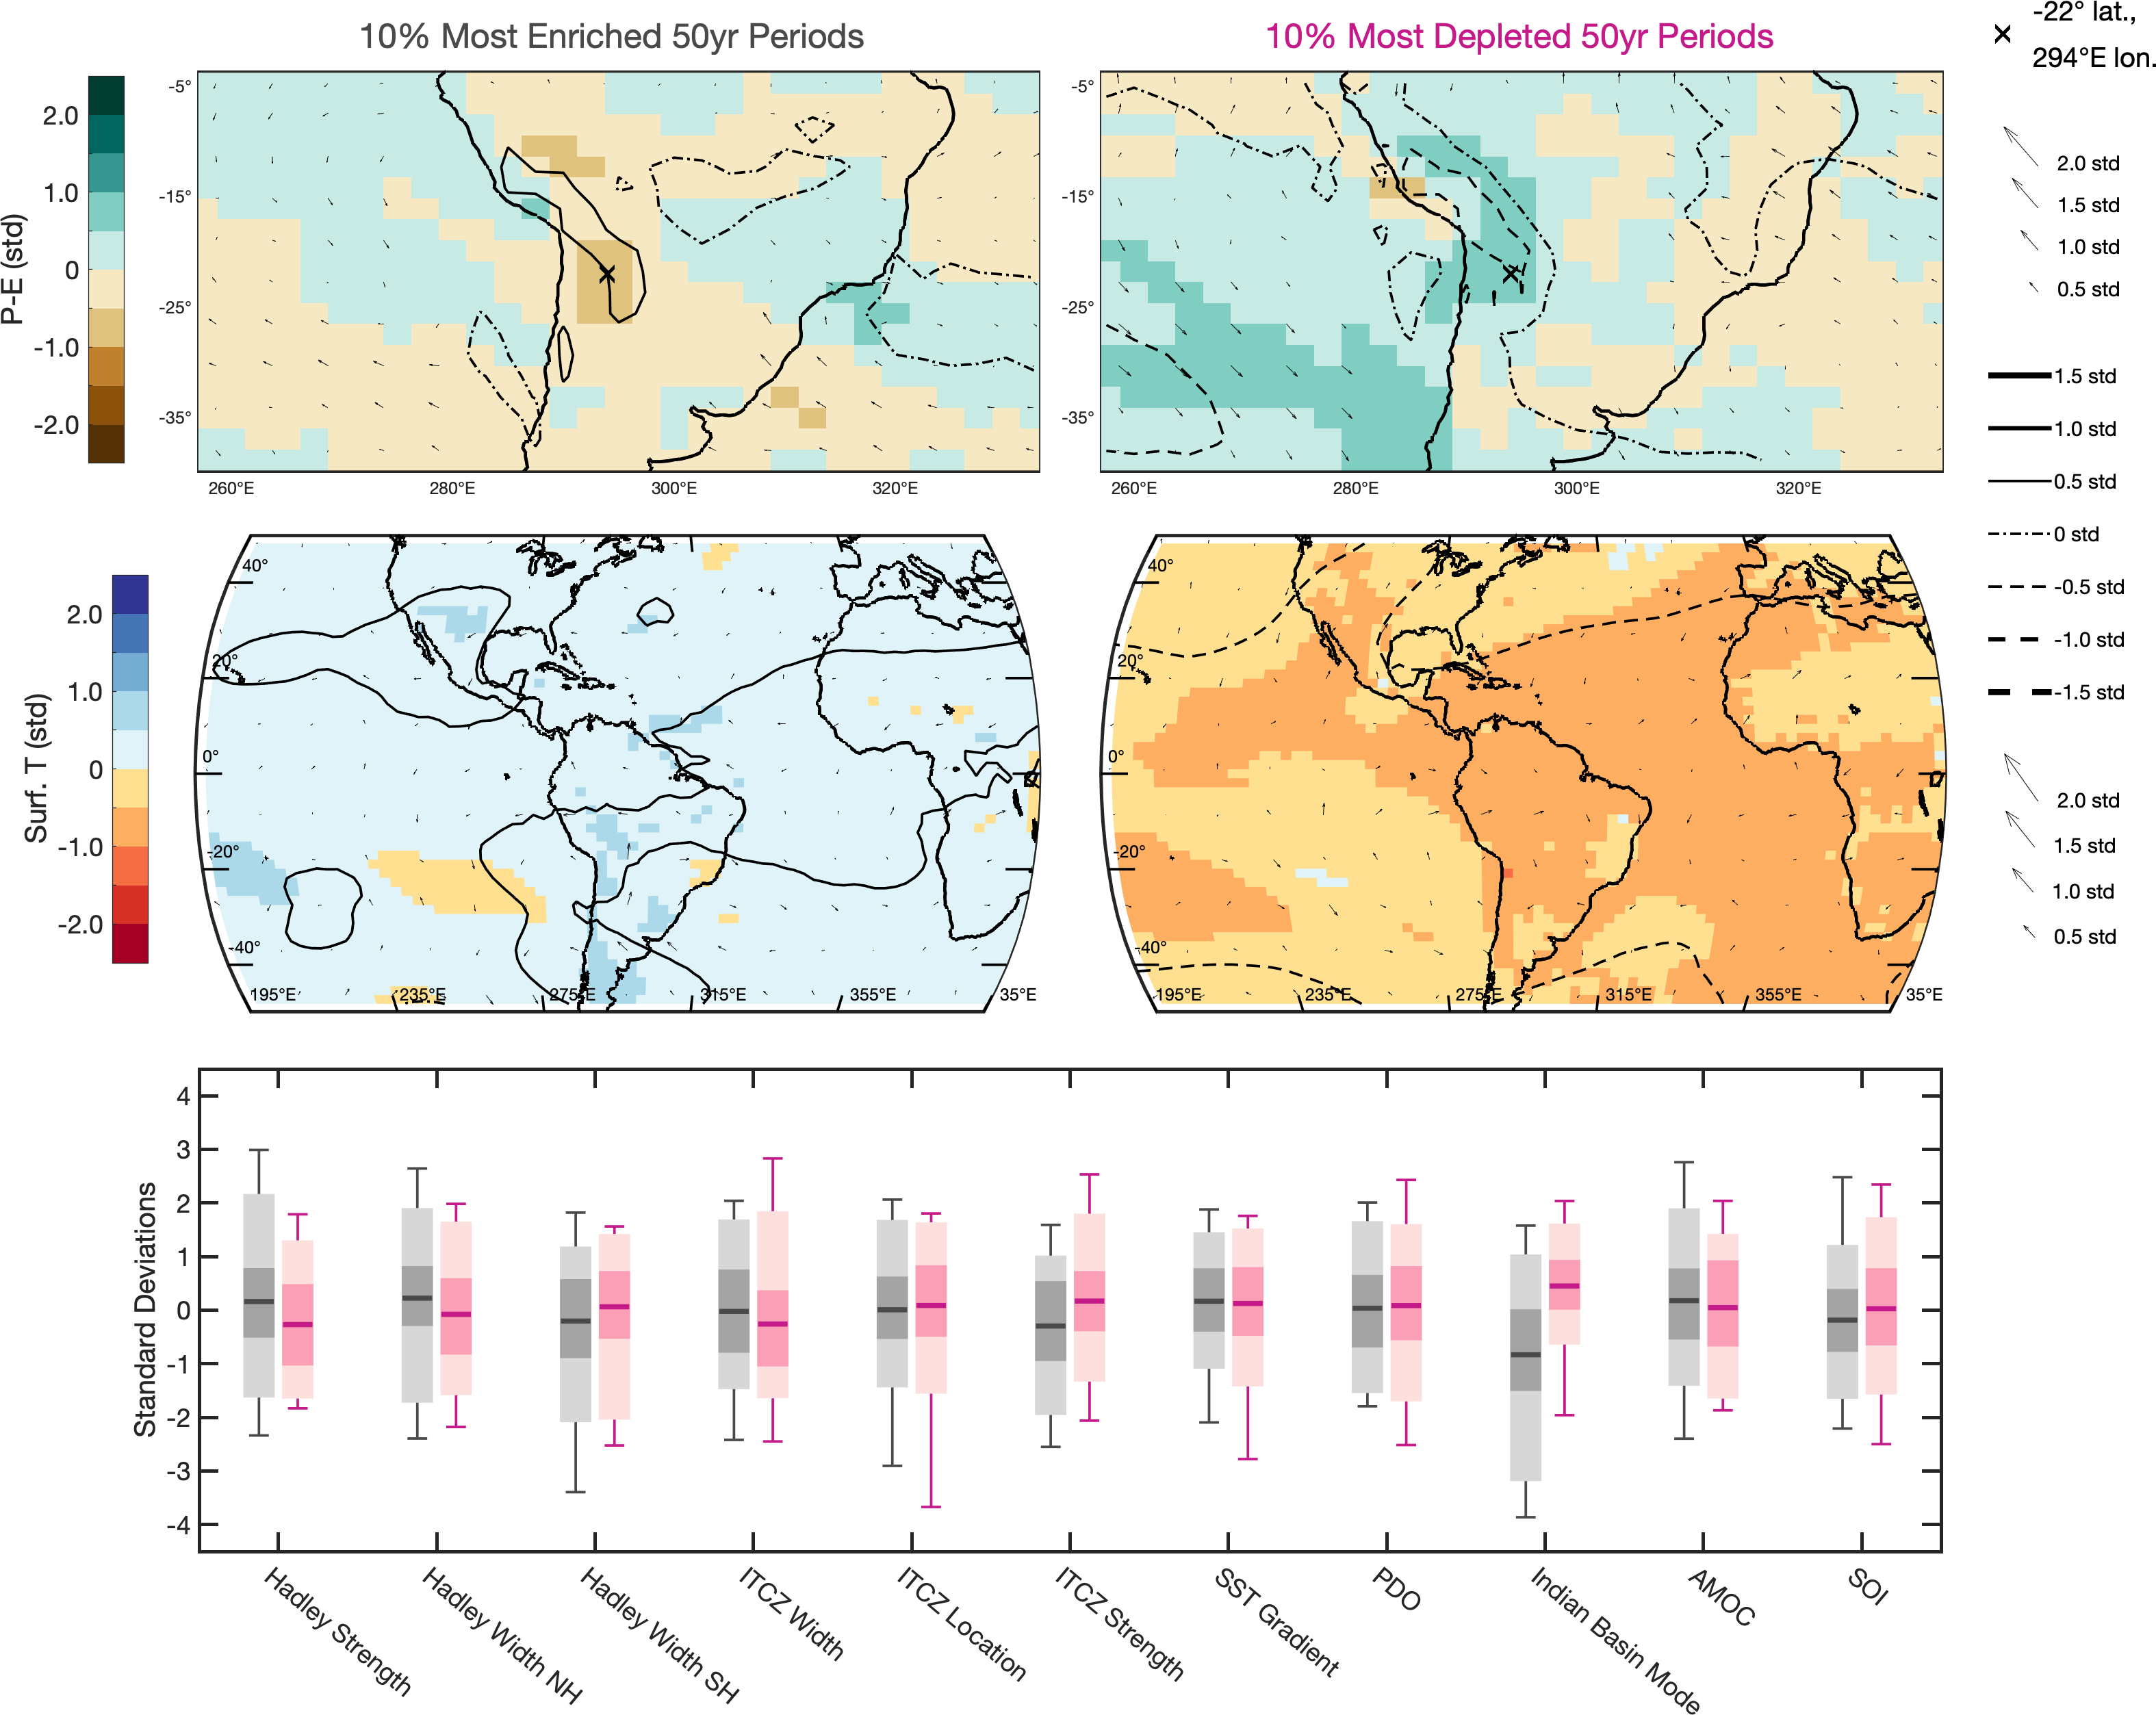 10% Most Enriched 50yr Periods
10% Most Depleted 50yr Periods
-22° lat.,
294°E lon.
P-E (std)
2.0
1.0
0
-1.0
-2.0
-5°
-15°
-25°
-35°
260°E
280°E
300°E
320°E
-5°
-15°
-25°
-35°
260°E
280°E
300°E
320°E
2.0 std
1.5 std
1.0 std
0.5 std
1.5 std
1.0 std
0.5 std
0 std
-0.5 std
-1.0 std
-1.5 std
Surf. T (std)
2.0
1.0
0
-1.0
-2.0
40°
20°
0°
-20°
-40°
195°E
235°E
275°E
315°E
355°E
35°E
40°
20°
0°
-20°
-40°
195°E
235°E
275°E
315°E
355°E
35°E
2.0 std
1.5 std
1.0 std
0.5 std
Standard Deviations
4
3
2
1
0
-1
-2
-3
-4
Hadley Strength
Hadley Width NH
Hadley Width SH
ITCZ Width
ITCZ Location
ITCZ Strength
SST Gradient
PDO
Indian Basin Mode
AMOC
SOI